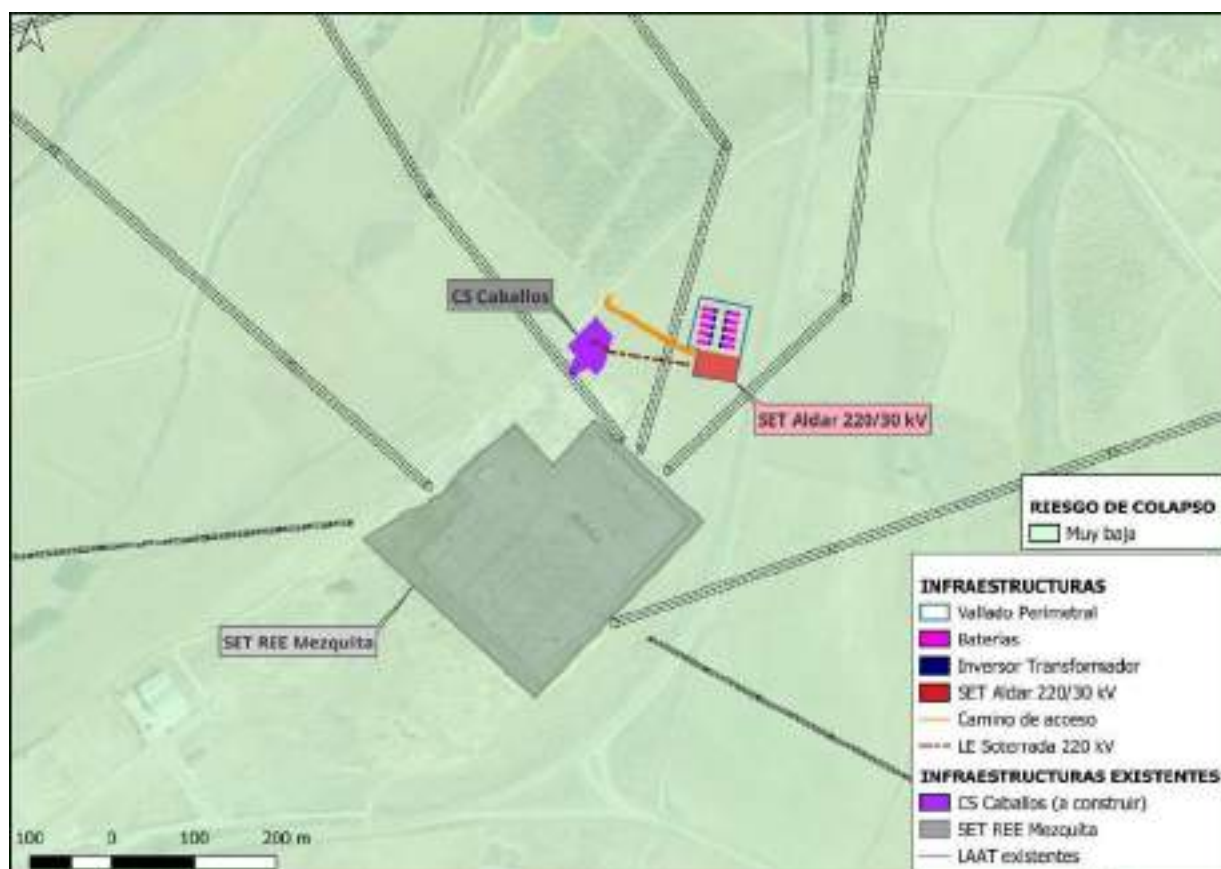 CS Caballos
SET Aldar 220/30 kV
SET REE Mezquita
RIESGO DE COLAPSO
Muy baja
INFRAESTRUCTURAS
Vallado Perimetral
Baterías
Inversor Transformador
SET Aldar 220/30 kV
Camino de acceso
LE Soterrada 220 kV
INFRAESTRUCTURAS EXISTENTES
CS Caballos (a construir)
SET REE Mezquita
LAAT existentes
100 0 100 200 m